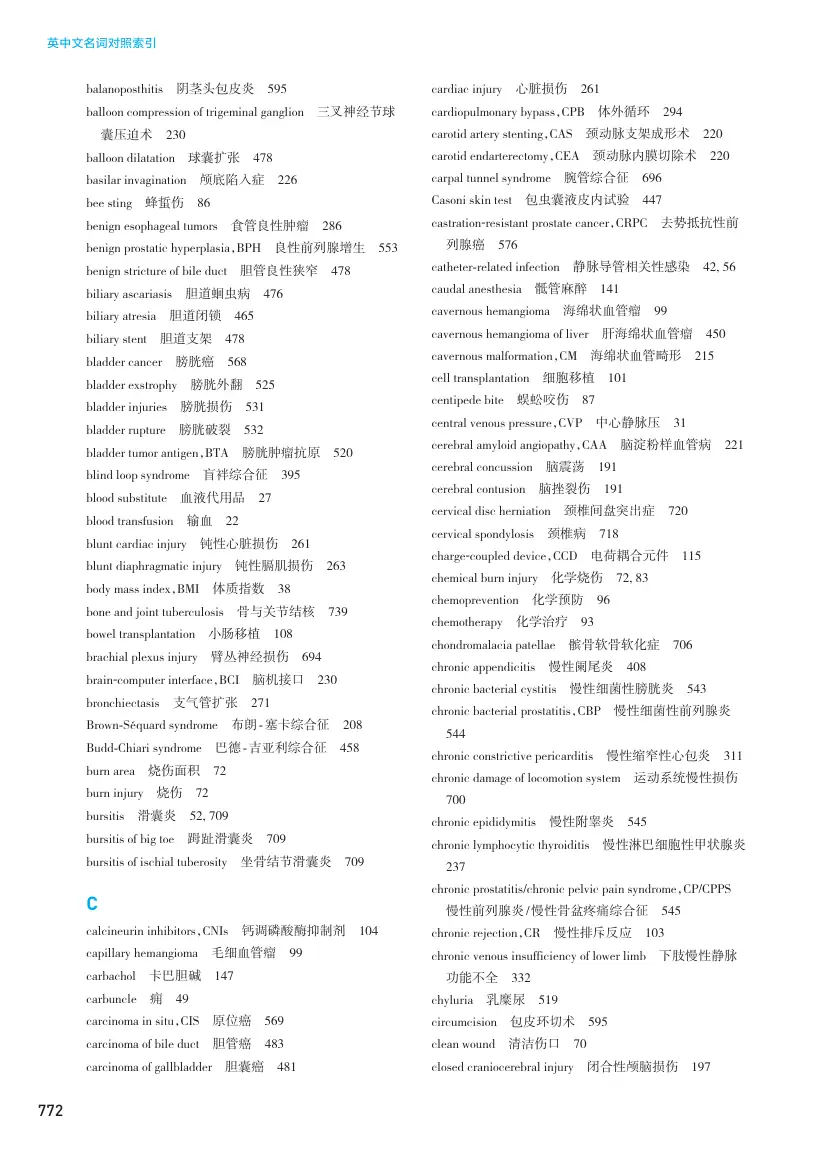 英中文名词对照索引
balanoposthitis 阴茎头包皮炎 595
balloon compression of trigeminal ganglion 三叉神经节球
囊压迫术 230
balloon dilatation 球囊扩张 478
basilar invagination 颅底陷入症 226
bee sting 蜂蜇伤 86
benign esophageal tumors 食管良性肿瘤 286
benign prostatic hyperplasia,BPH 良性前列腺增生 553
benign stricture of bile duct 胆管良性狭窄 478
biliary ascariasis 胆道蛔虫病 476
biliary atresia 胆道闭锁 465
biliary stent 胆道支架 478
bladder cancer 膀胱癌 568
bladder exstrophy 膀胱外翻 525
bladder injuries 膀胱损伤 531
bladder rupture 膀胱破裂 532
bladder tumor antigen,BTA 膀胱肿瘤抗原 520
blind loop syndrome 盲袢综合征 395
blood substitute 血液代用品 27
blood transfusion 输血 22
blunt cardiac injury 钝性心脏损伤 261
blunt diaphragmatic injury 钝性膈肌损伤 263
body mass index,BMI 体质指数 38
bone and joint tuberculosis 骨与关节结核 739
bowel transplantation 小肠移植 108
brachial plexus injury 臂丛神经损伤 694
brain-computer interface,BCI 脑机接口 230
bronchiectasis 支气管扩张 271
Brown-Séquard syndrome 布朗-塞卡综合征 208
Budd-Chiari syndrome 巴德-吉亚利综合征 458
burn area 烧伤面积 72
burn injury 烧伤 72
bursitis 滑囊炎 52, 709
bursitis of big toe 踇趾滑囊炎 709
bursitis of ischial tuberosity 坐骨结节滑囊炎 709
C
calcineurin inhibitors,CNIs 钙调磷酸酶抑制剂 104
capillary hemangioma 毛细血管瘤 99
carbachol 卡巴胆碱 147
carbuncle 痈 49
carcinoma in situ,CIS 原位癌 569
carcinoma of bile duct 胆管癌 483
carcinoma of gallbladder 胆囊癌 481
cardiac injury 心脏损伤 261
cardiopulmonary bypass,CPB 体外循环 294
carotid artery stenting,CAS 颈动脉支架成形术 220
carotid endarterectomy,CEA 颈动脉内膜切除术 220
carpal tunnel syndrome 腕管综合征 696
Casoni skin test 包虫囊液皮内试验 447
castration-resistant prostate cancer,CRPC 去势抵抗性前
列腺癌 576
catheter-related infection 静脉导管相关性感染 42, 56
caudal anesthesia 骶管麻醉 141
cavernous hemangioma 海绵状血管瘤 99
cavernous hemangioma of liver 肝海绵状血管瘤 450
cavernous malformation,CM 海绵状血管畸形 215
cell transplantation 细胞移植 101
centipede bite 蜈蚣咬伤 87
central venous pressure,CVP 中心静脉压 31
cerebral amyloid angiopathy,CAA 脑淀粉样血管病 221
cerebral concussion 脑震荡 191
cerebral contusion 脑挫裂伤 191
cervical disc herniation 颈椎间盘突出症 720
cervical spondylosis 颈椎病 718
charge-coupled device,CCD 电荷耦合元件 115
chemical burn injury 化学烧伤 72, 83
chemoprevention 化学预防 96
chemotherapy 化学治疗 93
chondromalacia patellae 髌骨软骨软化症 706
chronic appendicitis 慢性阑尾炎 408
chronic bacterial cystitis 慢性细菌性膀胱炎 543
chronic bacterial prostatitis,CBP 慢性细菌性前列腺炎
544
chronic constrictive pericarditis 慢性缩窄性心包炎 311
chronic damage of locomotion system 运动系统慢性损伤
700
chronic epididymitis 慢性附睾炎 545
chronic lymphocytic thyroiditis 慢性淋巴细胞性甲状腺炎
237
chronic prostatitis/chronic pelvic pain syndrome,CP/CPPS
慢性前列腺炎/慢性骨盆疼痛综合征 545
chronic rejection,CR 慢性排斥反应 103
chronic venous insufficiency of lower limb 下肢慢性静脉
功能不全 332
chyluria 乳糜尿 519
circumcision 包皮环切术 595
clean wound 清洁伤口 70
closed craniocerebral injury 闭合性颅脑损伤 197
772